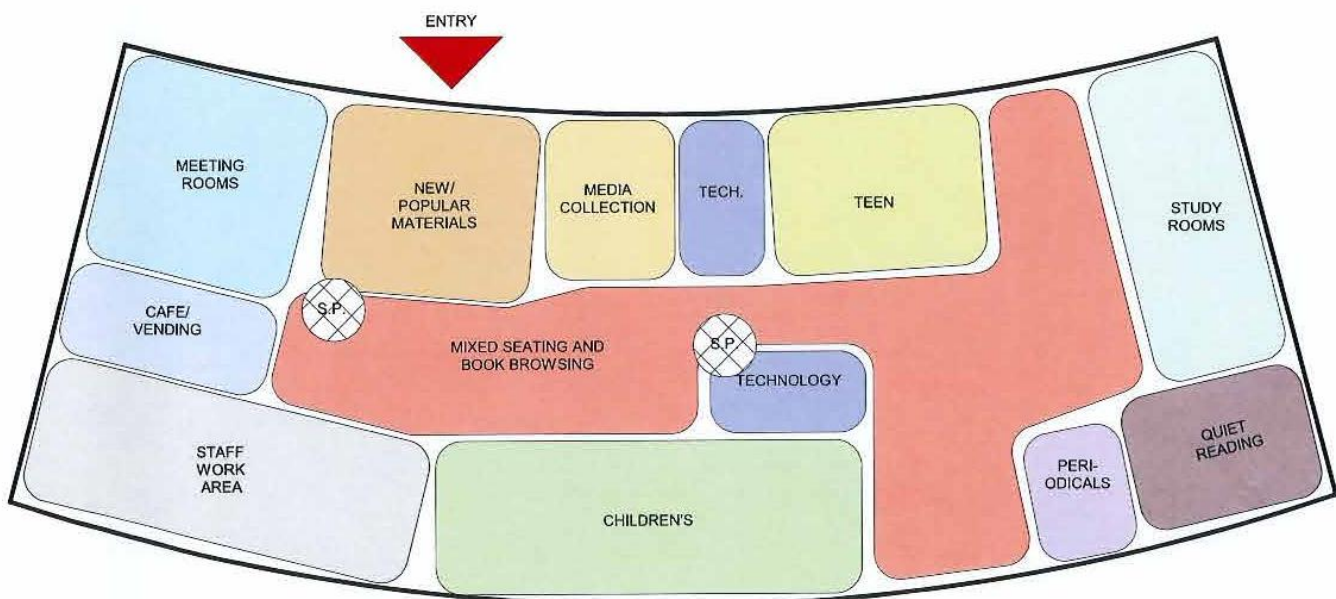 ENTRY
MEETING
ROOMS
NEW/
POPULAR
MATERIALS
MEDIA
COLLECTION
TECH.
TEEN
STUDY
ROOMS
CAFE/
VENDING
S.P.
MIXED SEATING AND
BOOK BROWSING
S.P.
TECHNOLOGY
STAFF
WORK
AREA
CHILDREN'S
PERI-
ODICALS
QUIET
READING